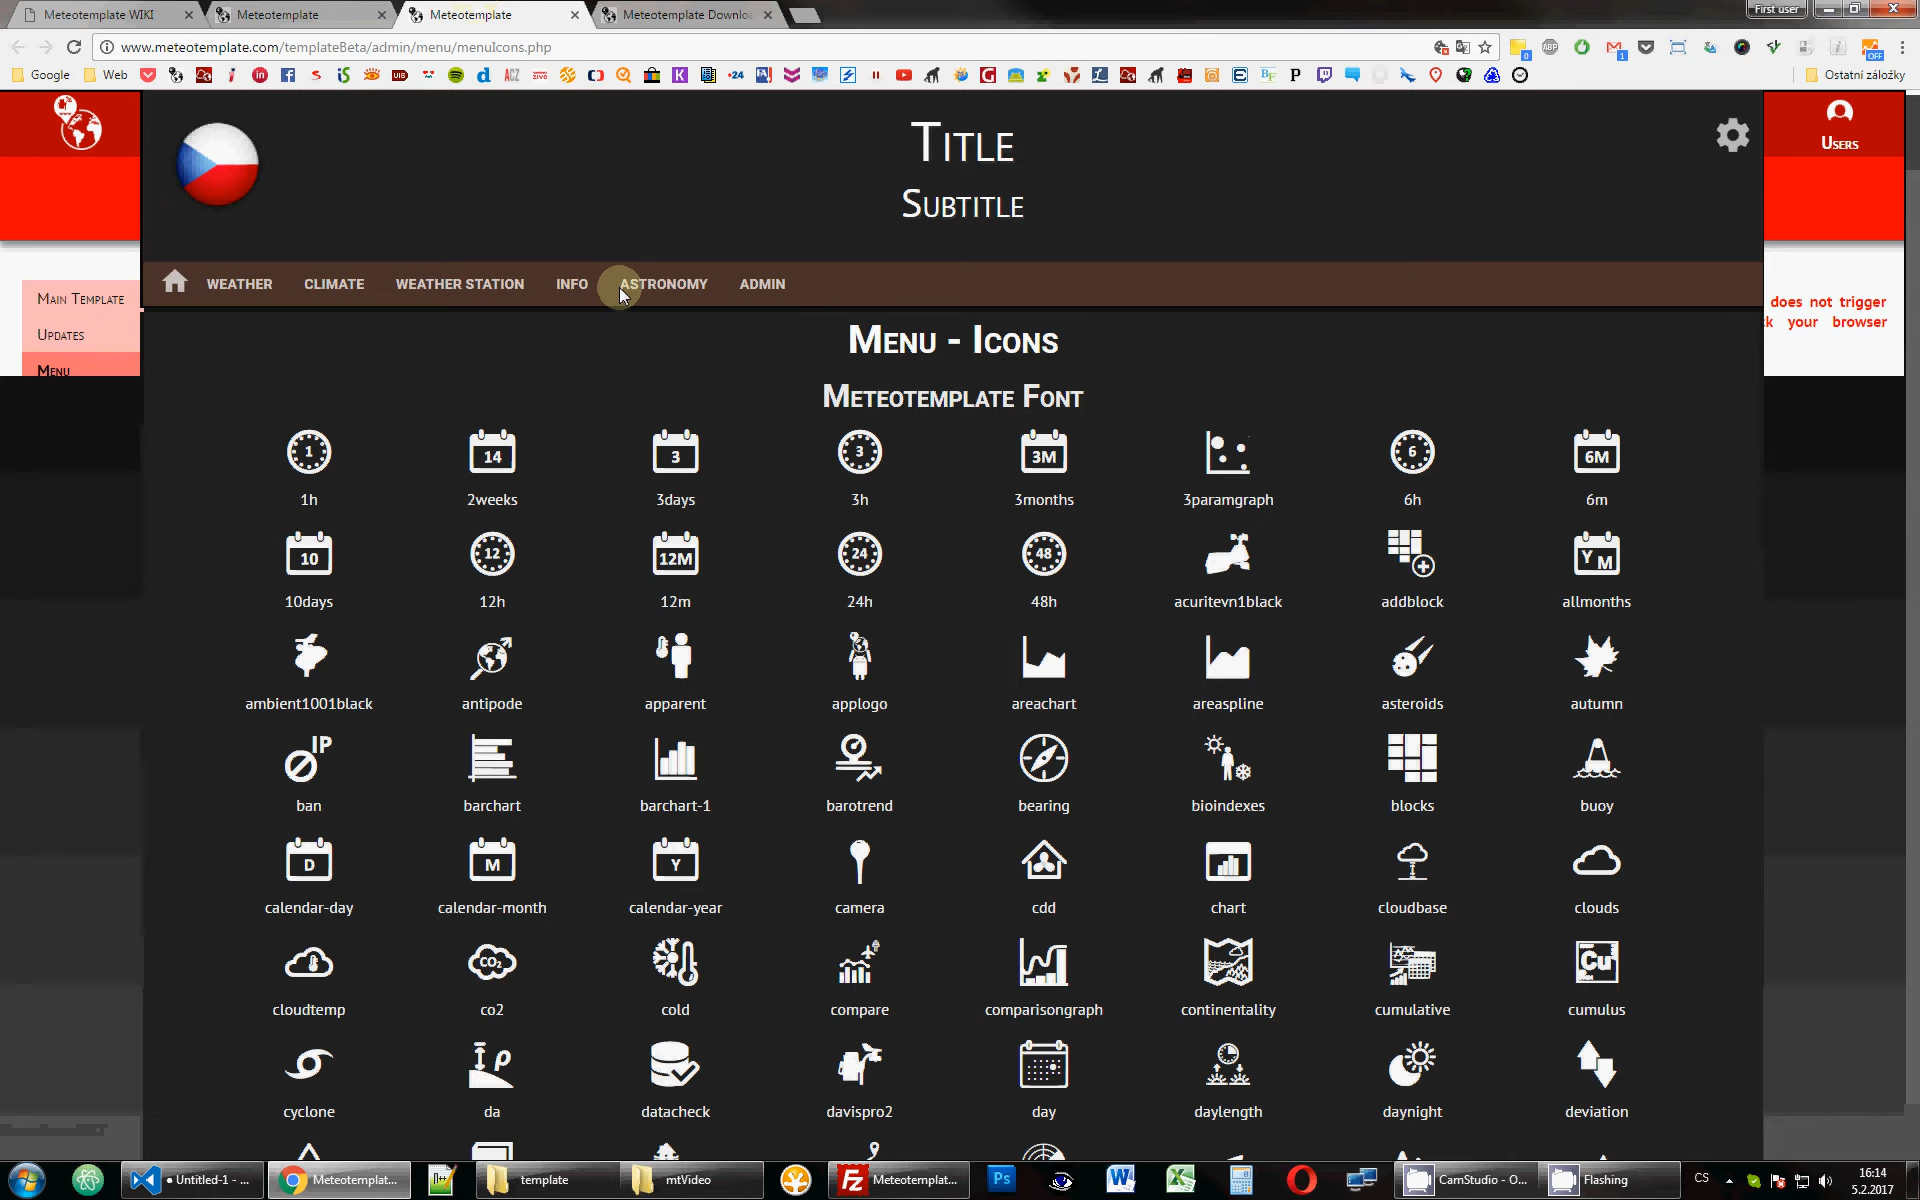 Meteotemplate WIKI
Meteotemplate
Meteotemplate
Meteotemplate Downlo
First user
www.meteotemplate.com/templateBeta/admin/menu/menuIcons.php
Google
Web
Ostatní záložky
Title
Subtitle
Users
WEATHER
CLIMATE
WEATHER STATION
INFO
ASTRONOMY
ADMIN
Main Template
Updates
Menu
does not trigger
k your browser
Menu - Icons
Meteotemplate Font
1h
2weeks
3days
3h
3months
3paramgraph
6h
6m
10days
12h
12m
24h
48h
acuritevn1black
addblock
allmonths
ambient1001black
antipode
apparent
applogo
areachart
areaspline
asteroids
autumn
ban
barchart
barchart-1
barotrend
bearing
bioindexes
blocks
buoy
calendar-day
calendar-month
calendar-year
camera
cdd
chart
cloudbase
clouds
cloudtemp
co2
cold
compare
comparisongraph
continentality
cumulative
cumulus
cyclone
da
datacheck
davispro2
day
daylength
daynight
deviation
• Untitled-1 - ...
Meteotemplat...
template
mtVideo
Meteotemplat...
CamStudio - O...
Flashing
CS
16:14
5.2.2017